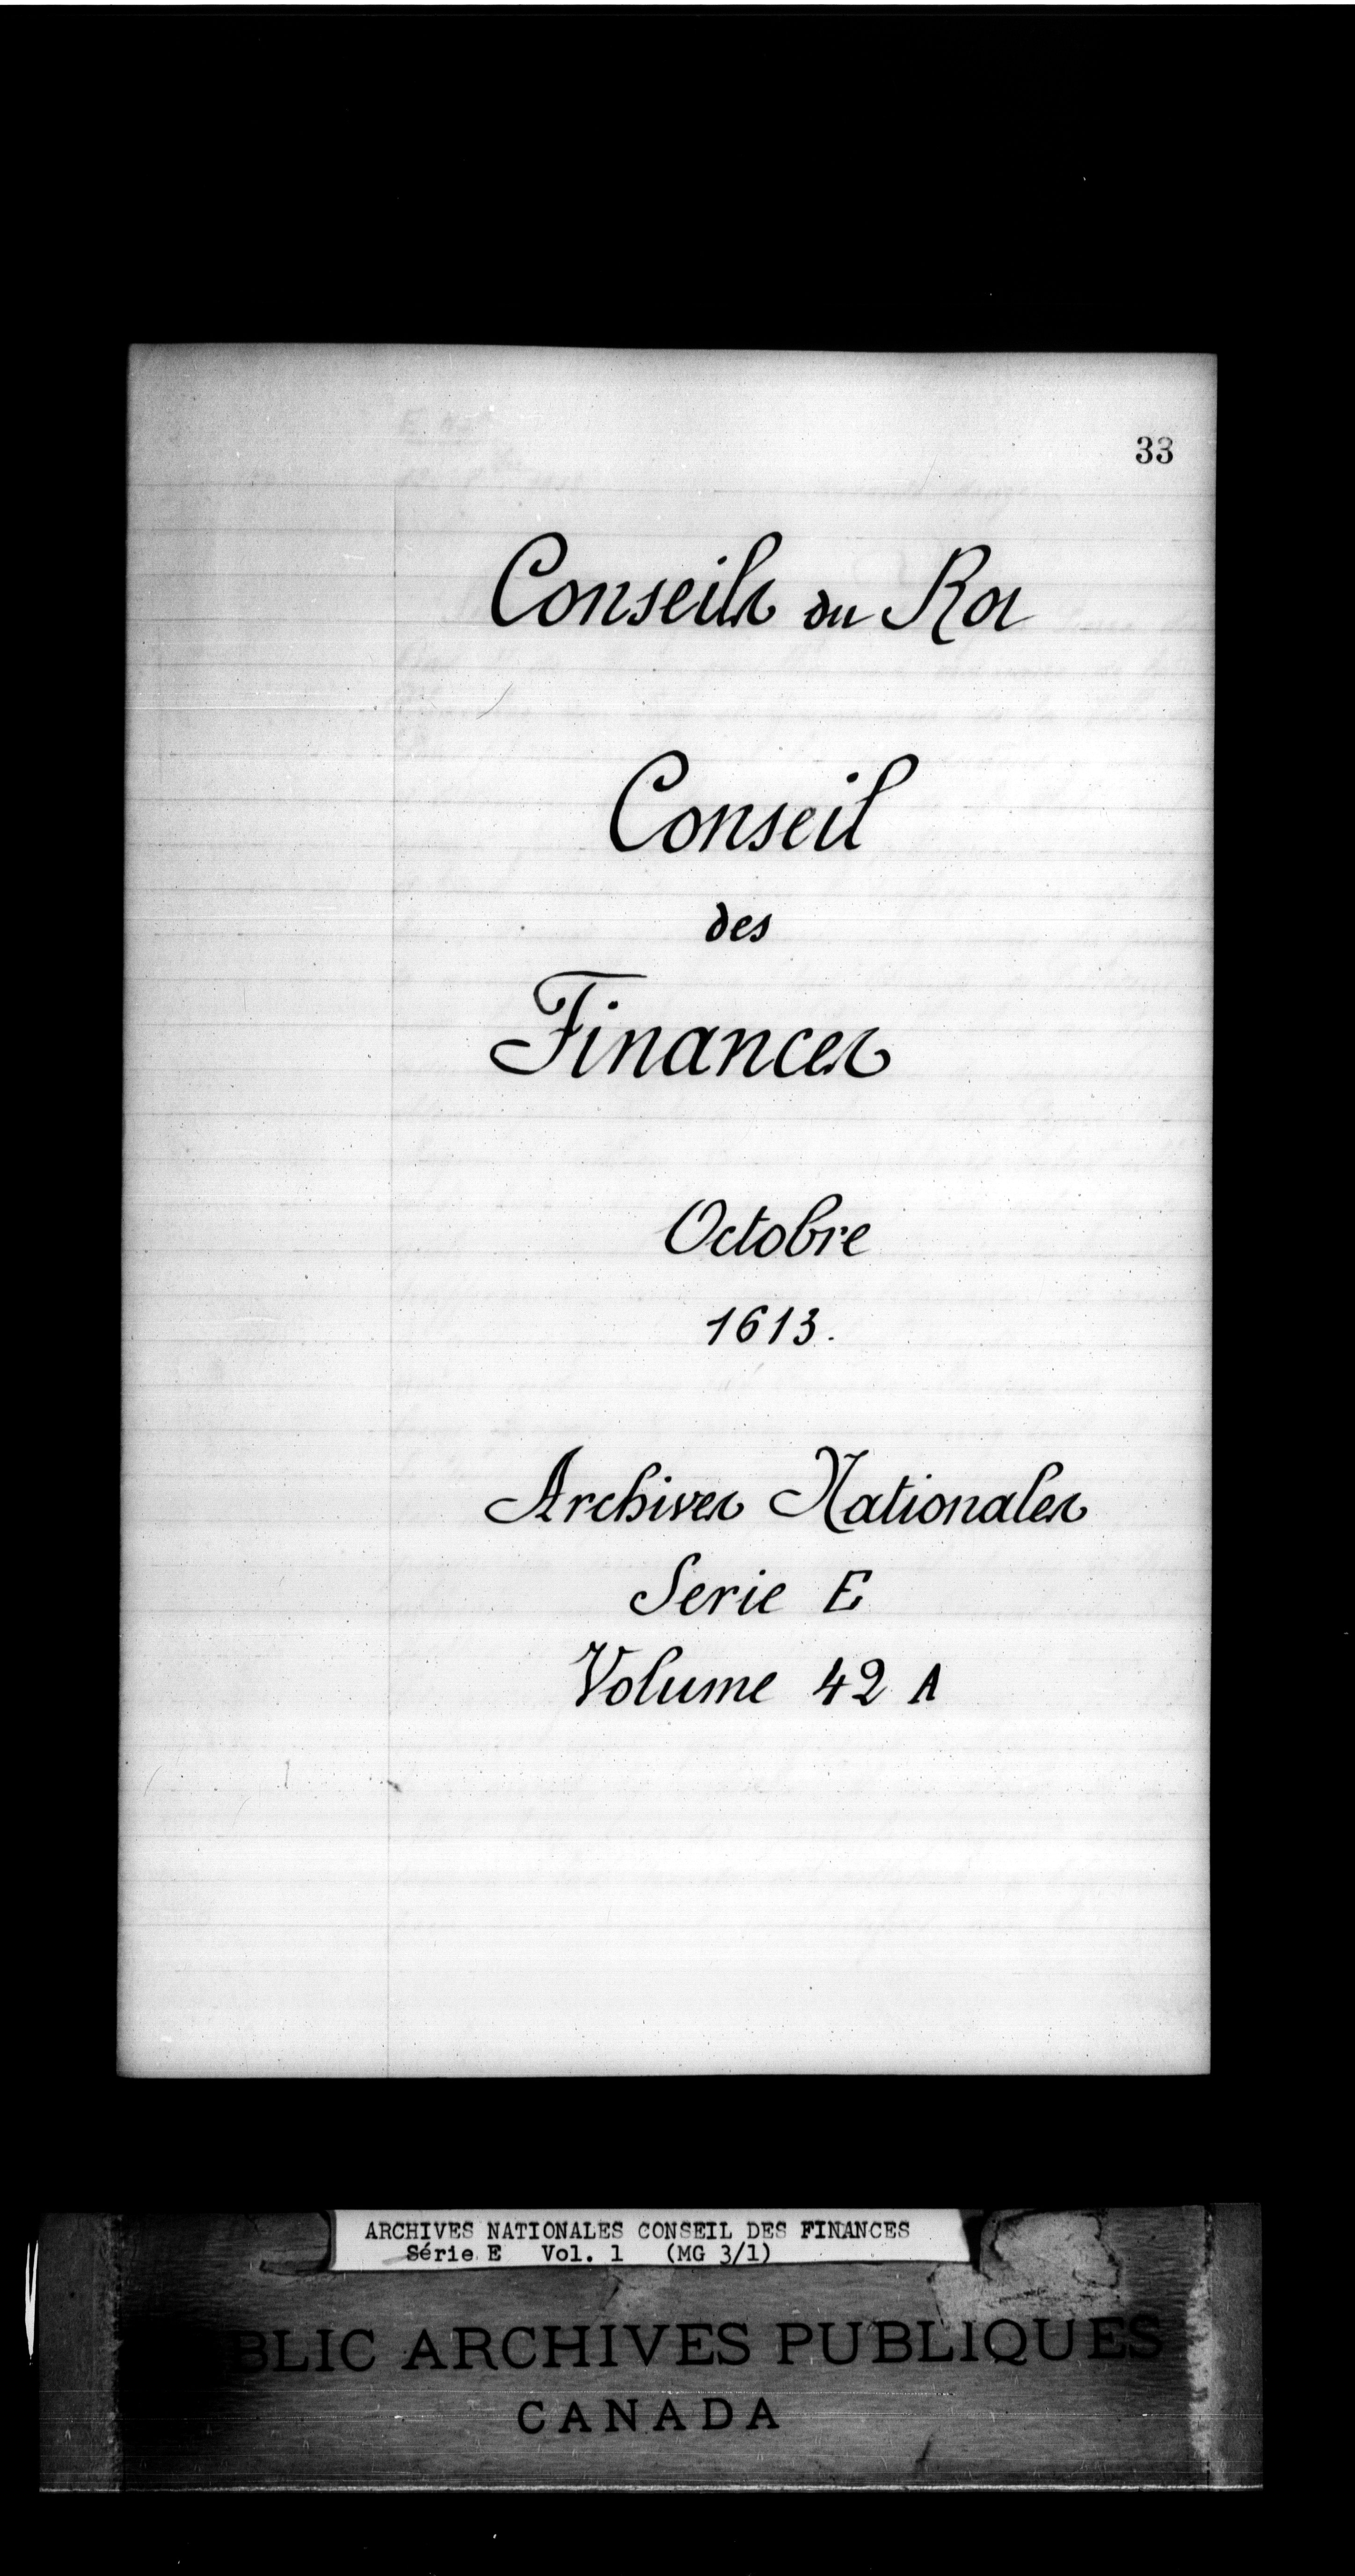 33
Conseils du Roi
Conseil
des
Finances
Octobre
1613.
Archives Nationales
Serie E
Volume 42 A
ARCHIVES NATIONALES CONSEIL DES FINANCES
Série E Vol. 1 (MG 3/1)
BLIC ARCHIVES PUBLIQUES
CANADA